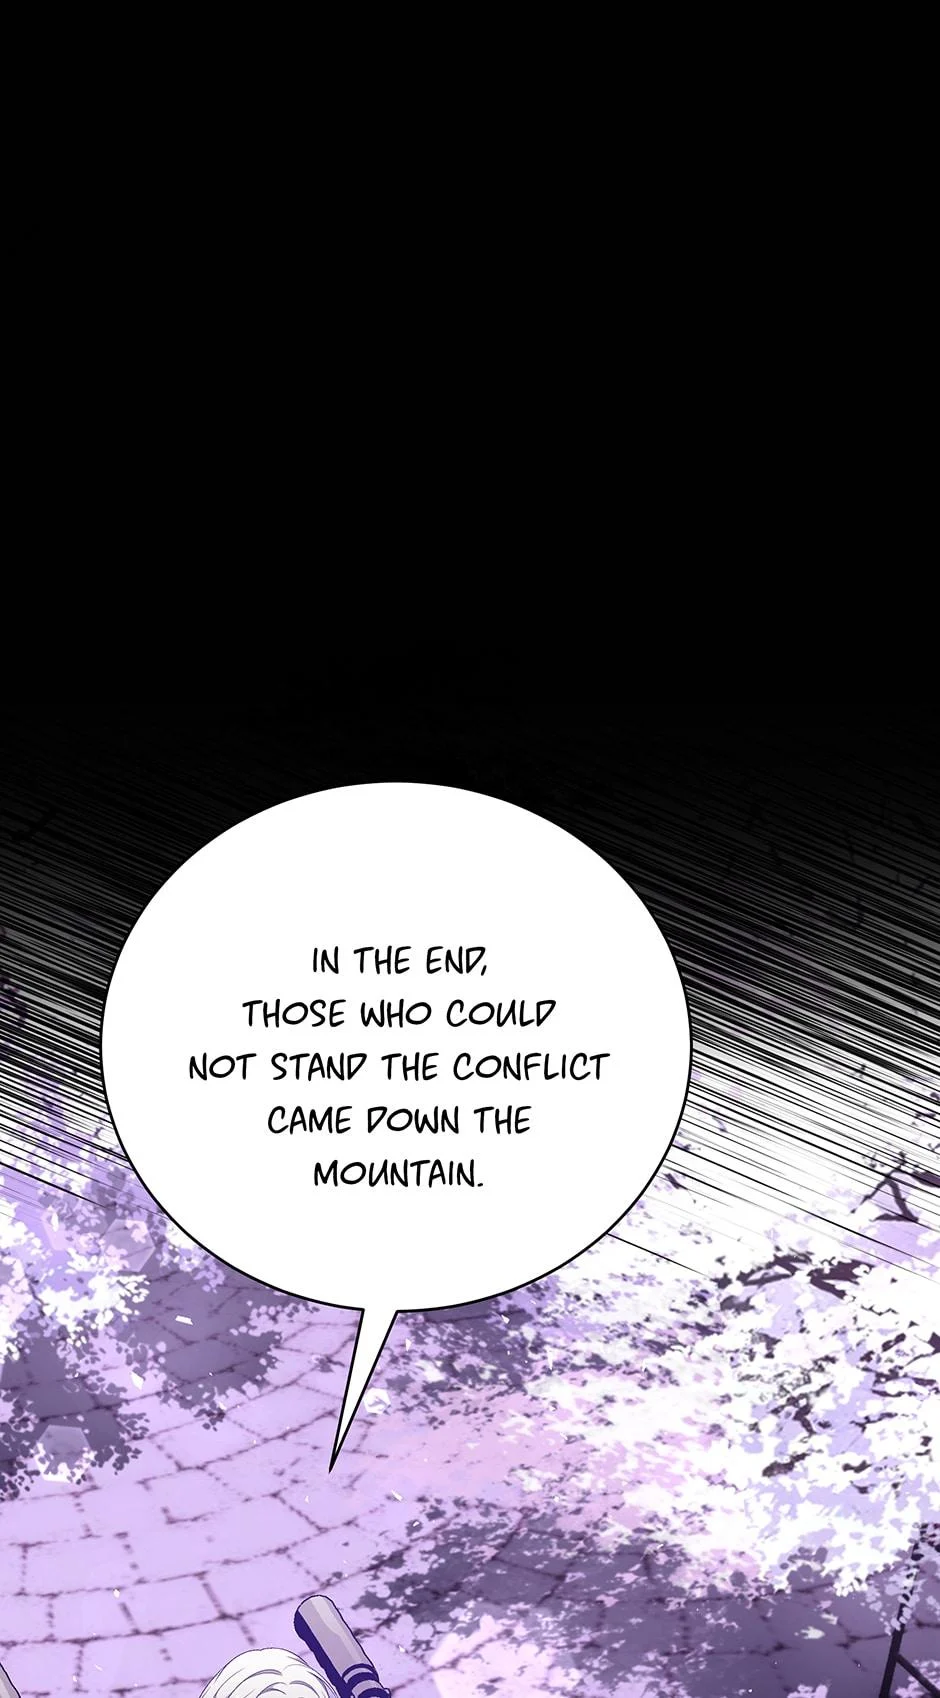 IN THE END,
THOSE WHO COULD
NOT STAND THE CONFLICT
CAME DOWN THE
MOUNTAIN.